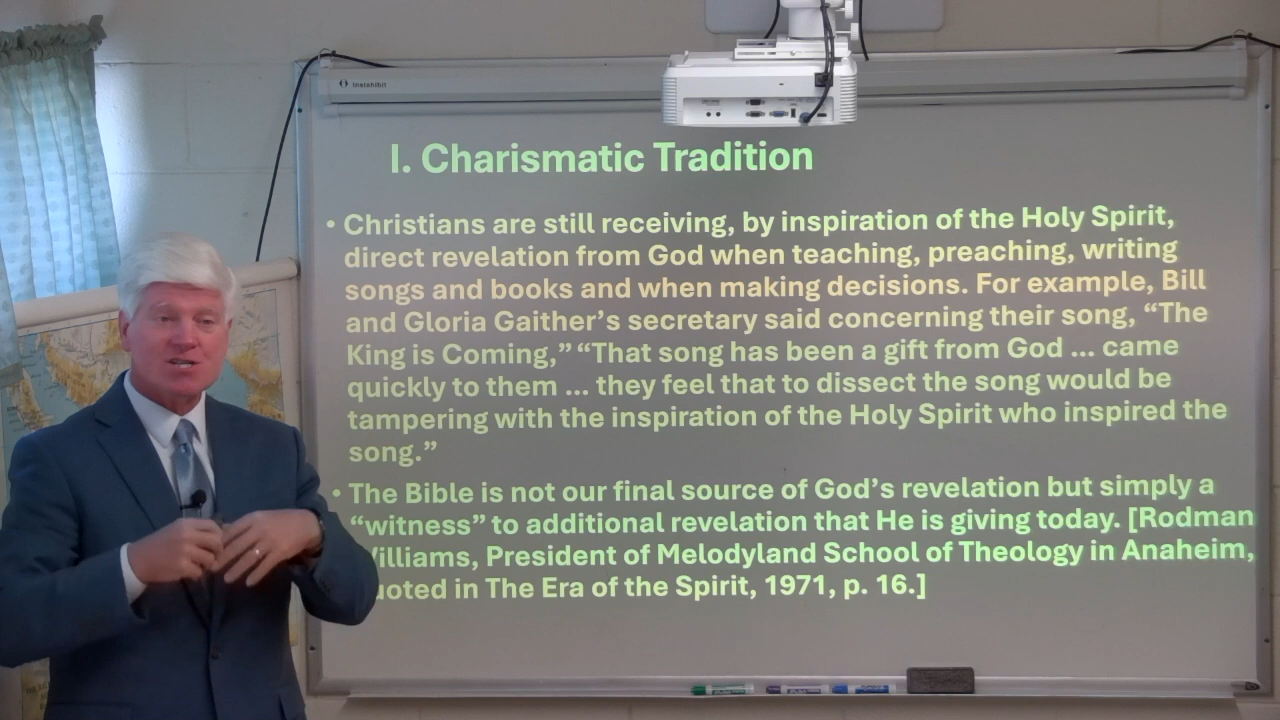 Instahibit
I. Charismatic Tradition
• Christians are still receiving, by inspiration of the Holy Spirit,
direct revelation from God when teaching, preaching, writing
songs and books and when making decisions. For example, Bill
and Gloria Gaither’s secretary said concerning their song, “The
King is Coming,” “That song has been a gift from God ... came
quickly to them ... they feel that to dissect the song would be
tampering with the inspiration of the Holy Spirit who inspired the
song.”
• The Bible is not our final source of God’s revelation but simply a
“witness” to additional revelation that He is giving today. [Rodman
illiams, President of Melodyland School of Theology in Anaheim,
uoted in The Era of the Spirit, 1971, p. 16.]